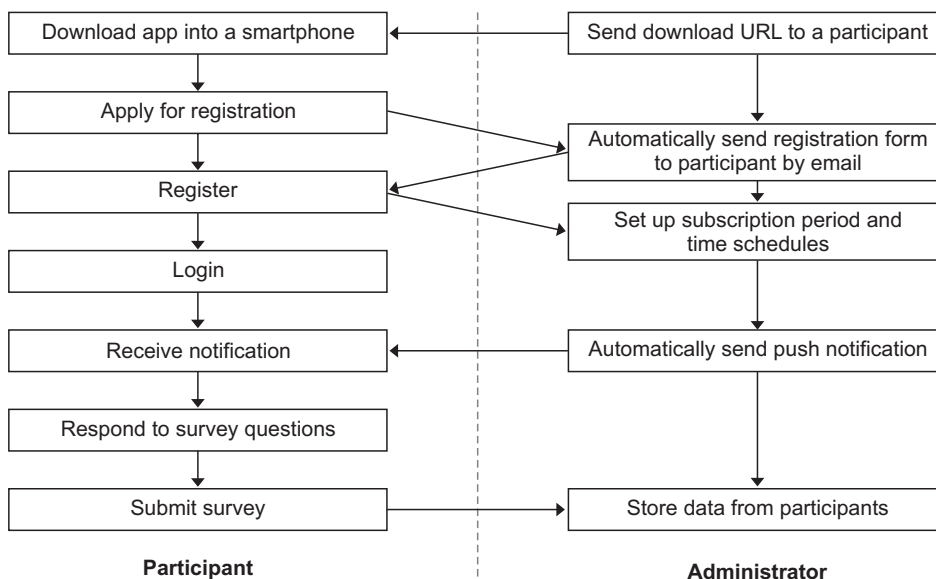 Download app into a smartphone
Send download URL to a participant
Apply for registration
Automatically send registration form
to participant by email
Register
Set up subscription period and
time schedules
Login
Receive notification
Automatically send push notification
Respond to survey questions
Submit survey
Store data from participants
Participant
Administrator